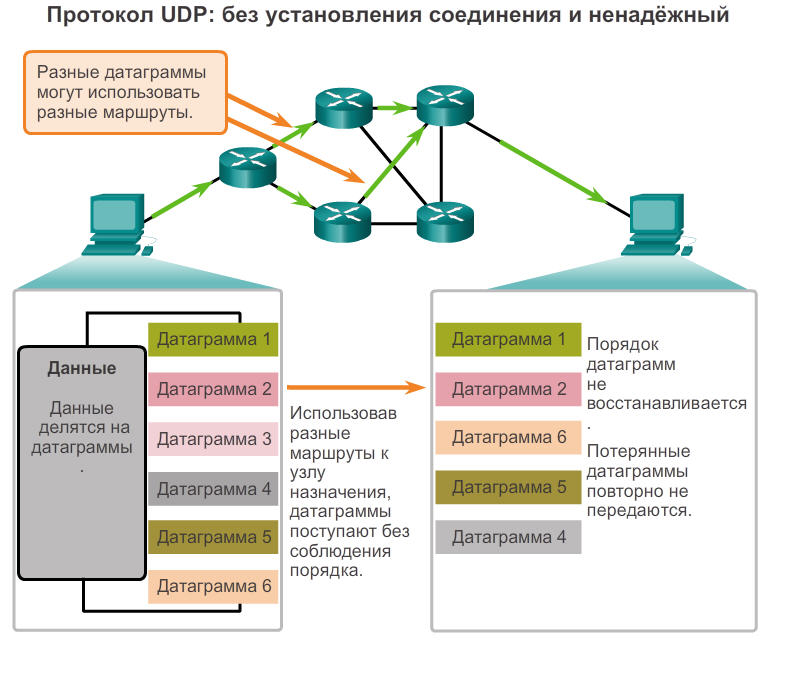 Протокол UDP: без установления соединения и ненадёжный
Разные датаграммы
могут использовать
разные маршруты.
Данные
Данные
делятся на
датаграммы
.
Датаграмма 1
Датаграмма 2
Датаграмма 3
Датаграмма 4
Датаграмма 5
Датаграмма 6
Использовав
разные
маршруты к
узлу
назначения,
датаграммы
поступают без
соблюдения
порядка.
Датаграмма 1
Датаграмма 2
Датаграмма 6
Датаграмма 5
Датаграмма 4
Порядок
датаграмм
не
восстанавливается
.
Потерянные
датаграммы
повторно не
передаются.